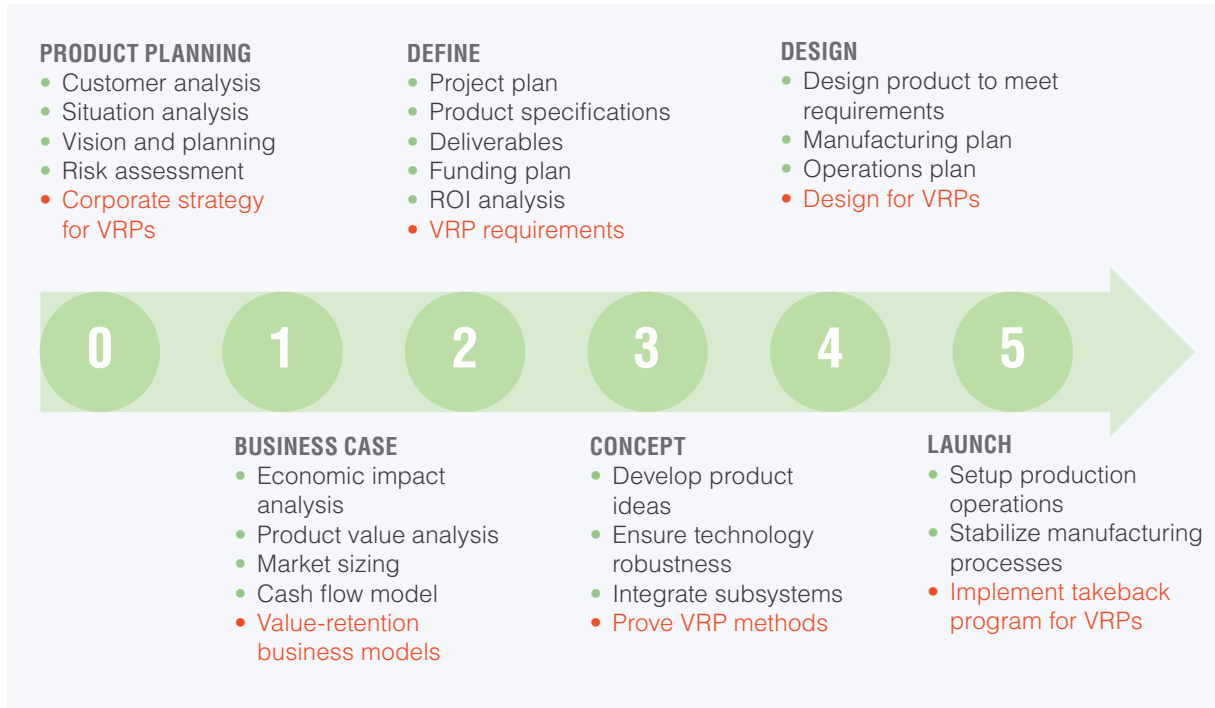 PRODUCT PLANNING
• Customer analysis
• Situation analysis
• Vision and planning
• Risk assessment
• Corporate strategy
for VRPs
DEFINE
• Project plan
• Product specifications
• Deliverables
• Funding plan
• ROI analysis
• VRP requirements
DESIGN
• Design product to meet
requirements
• Manufacturing plan
• Operations plan
• Design for VRPs
0 1 2 3 4 5
BUSINESS CASE
• Economic impact
analysis
• Product value analysis
• Market sizing
• Cash flow model
• Value-retention
business models
CONCEPT
• Develop product
ideas
• Ensure technology
robustness
• Integrate subsystems
• Prove VRP methods
LAUNCH
• Setup production
operations
• Stabilize manufacturing
processes
• Implement takeback
program for VRPs